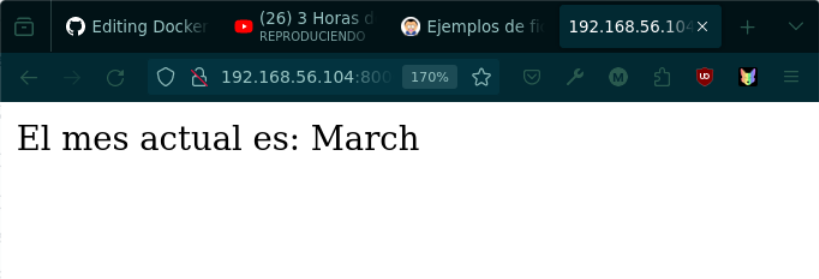 Editing Docker
(26) 3 Horas d
REPRODUCIENDO
Ejemplos de fi
192.168.56.104
192.168.56.104:800
170%
El mes actual es: March